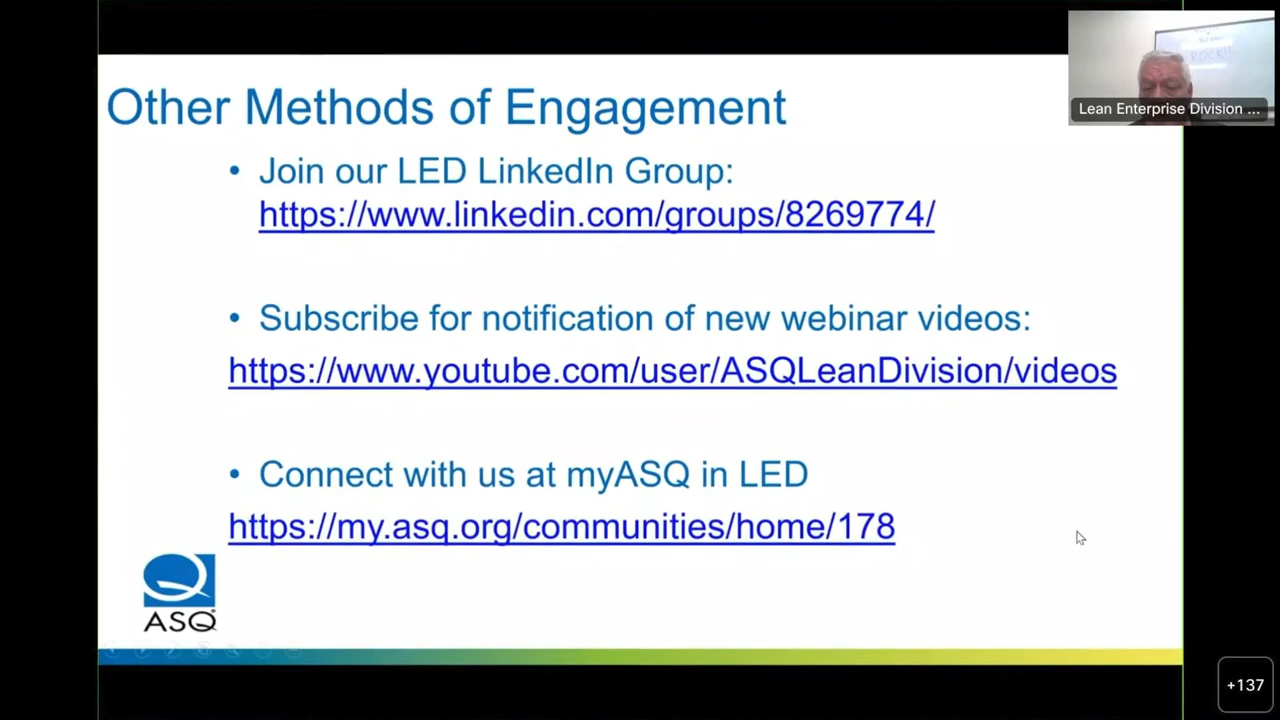 Other Methods of Engagement
• Join our LED LinkedIn Group:
https://www.linkedin.com/groups/8269774/
• Subscribe for notification of new webinar videos:
https://www.youtube.com/user/ASQLeanDivision/videos
• Connect with us at myASQ in LED
https://my.asq.org/communities/home/178
ASQ
ROCK!!
Lean Enterprise Division ...
+137